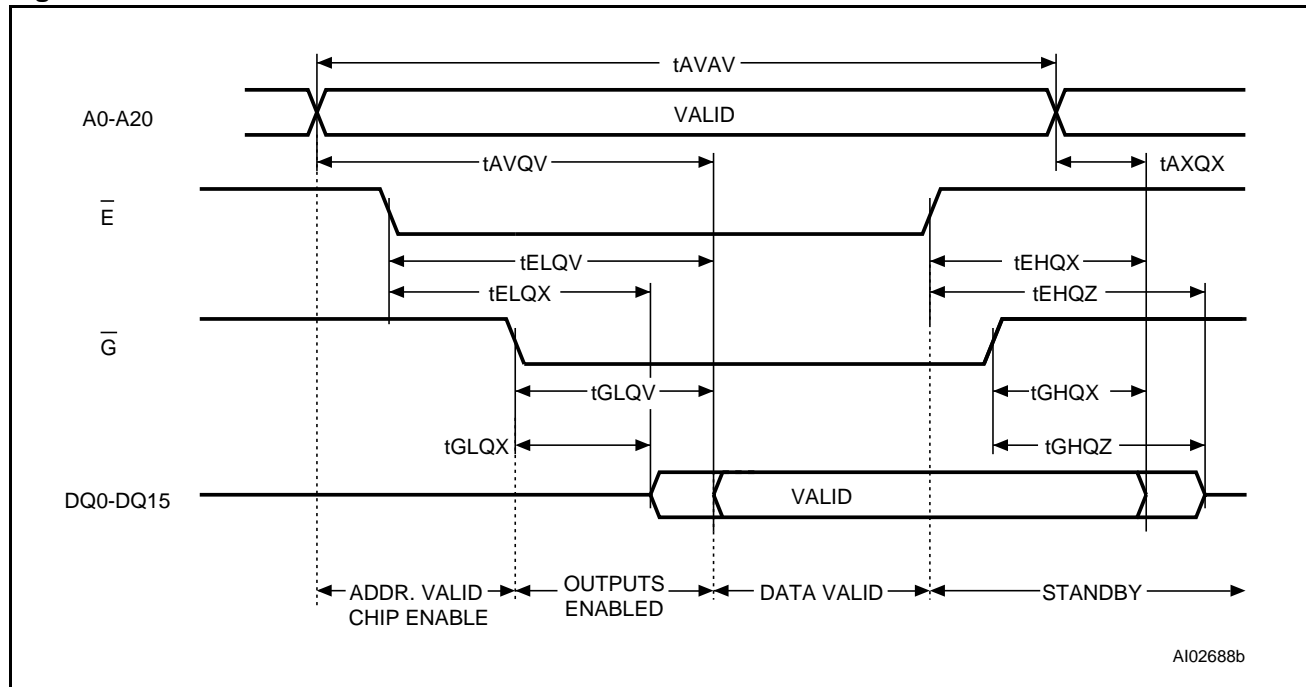 tAVAV
A0-A20
VALID
tAVQV
tAXQX
E
tELQV
tEHQX
tELQX
tEHQZ
G
tGLQV
tGHQX
tGLQX
tGHQZ
DQ0-DQ15
VALID
ADDR. VALID
CHIP ENABLE
OUTPUTS
ENABLED
DATA VALID
STANDBY
AI02688b